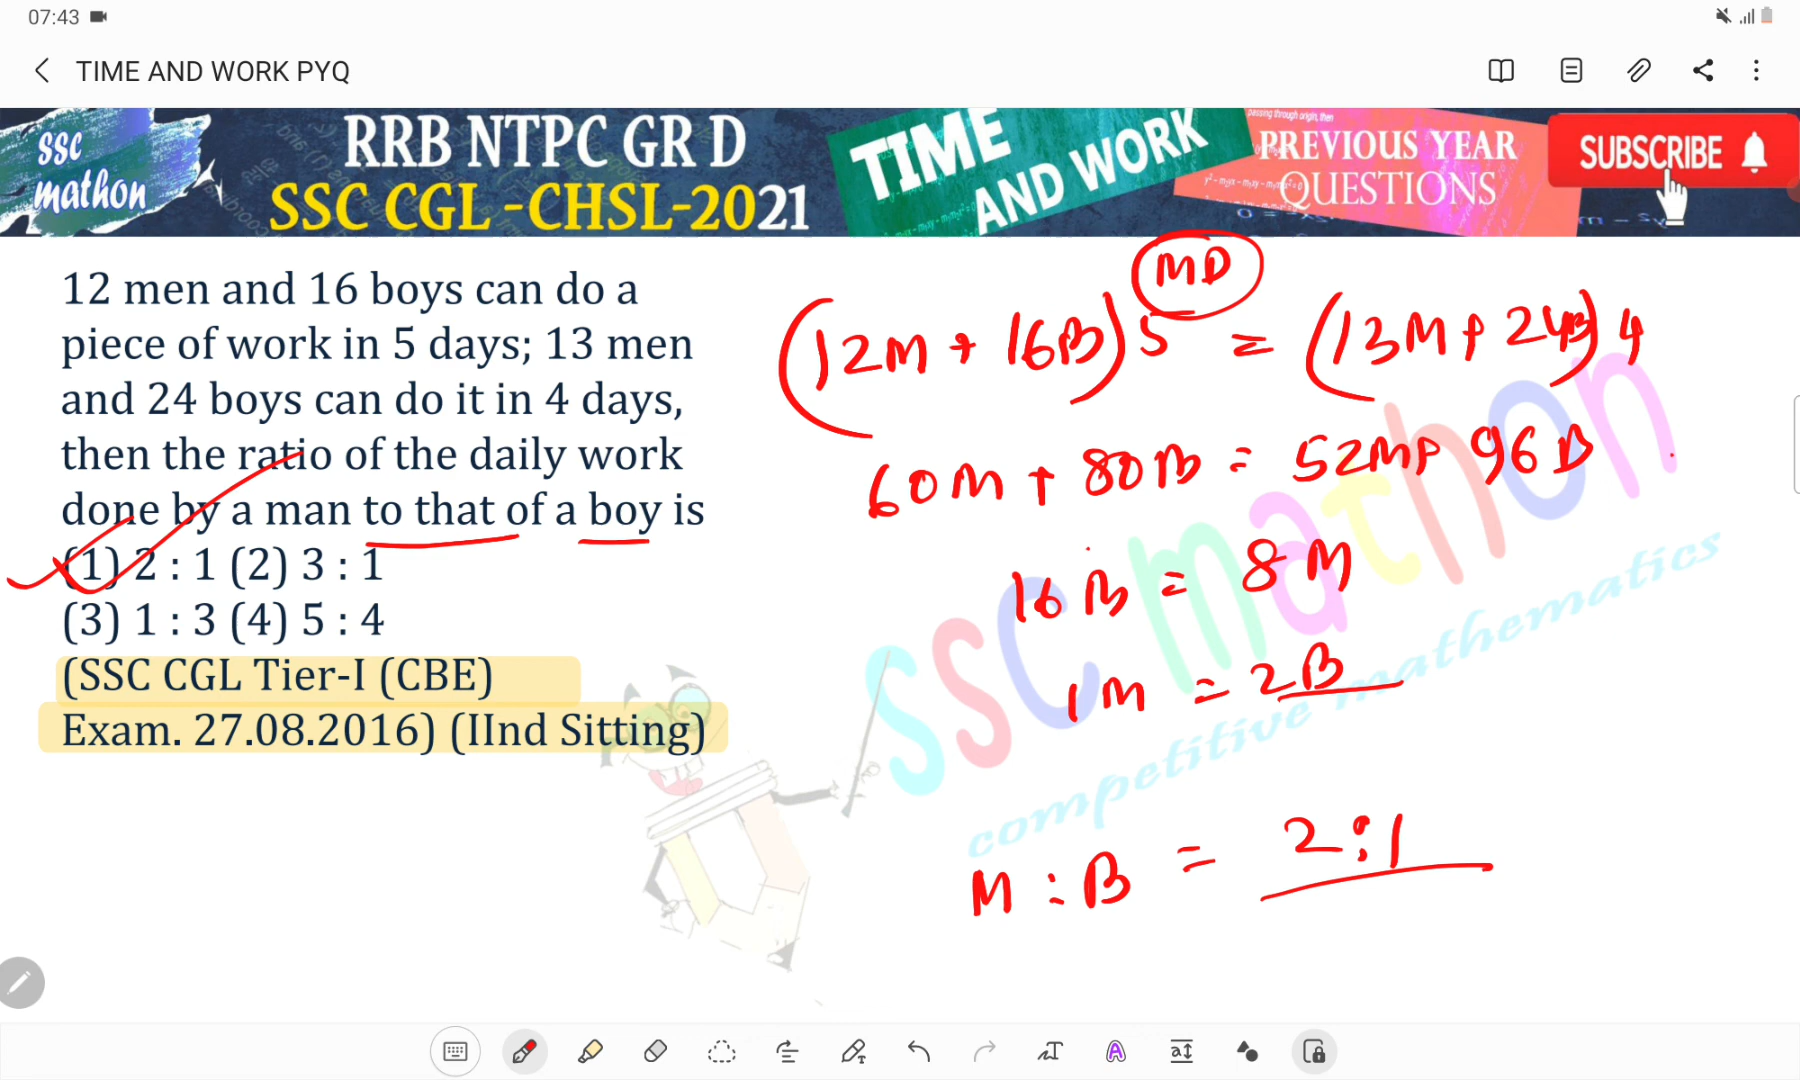 07:43
TIME AND WORK PYQ
SSC
mathon
RRB NTPC GR D
SSC CGL -CHSL-2021
TIME
AND WORK
passing through origin, then
PREVIOUS YEAR
QUESTIONS
SUBSCRIBE
12 men and 16 boys can do a
piece of work in 5 days; 13 men
and 24 boys can do it in 4 days,
then the ratio of the daily work
done by a man to that of a boy is
(1) 2 : 1 (2) 3 : 1
(3) 1 : 3 (4) 5 : 4
(SSC CGL Tier-I (CBE)
Exam. 27.08.2016) (IInd Sitting)
MD
(12M + 16B) 5 = (13M + 24B) 4
60M + 80B = 52M + 96B
16B = 8M
1M = 2B
M : B = 2 : 1
SSC mathon
competitive mathematics